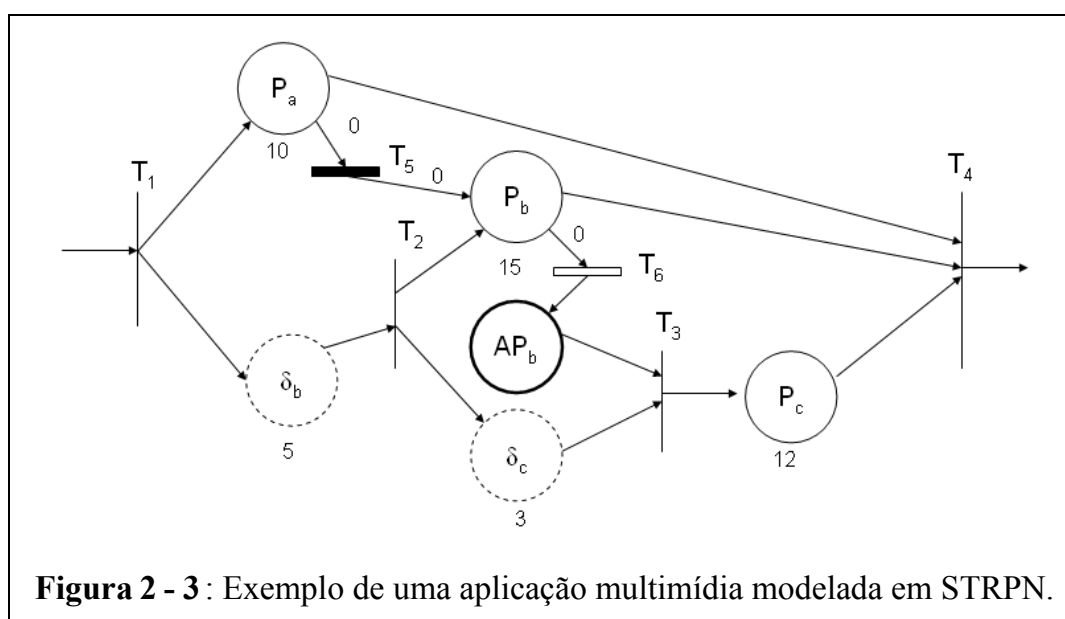 Pa
0
10
T5
0
T1
T4
Pb
T2
0
15
T6
T3
APb
δb
Pc
5
δc
12
3
Figura 2 - 3 : Exemplo de uma aplicação multimídia modelada em STRPN.